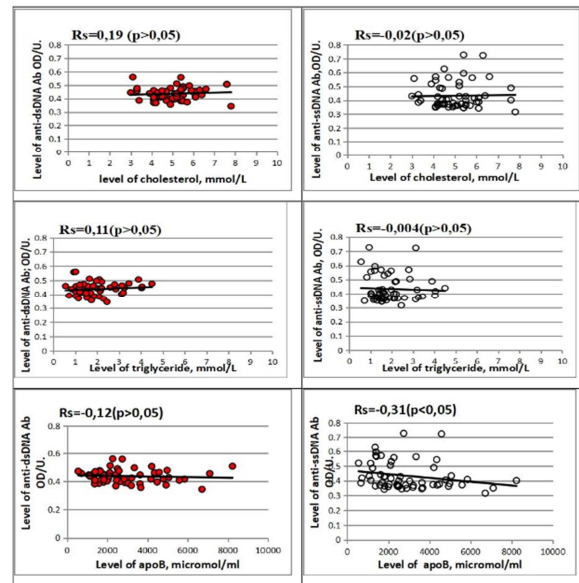 Rs=0,19 (p>0,05)
Level of anti-dsDNA Ab,OD/U.
0.8
0.7
0.6
0.5
0.4
0.3
0.2
0.1
0
0 1 2 3 4 5 6 7 8 9 10
level of cholesterol, mmol/L
Rs=-0,02(p>0,05)
Level of anti-ssDNA Ab,OD/U.
0.8
0.7
0.6
0.5
0.4
0.3
0.2
0.1
0
0 1 2 3 4 5 6 7 8 9 10
level of cholesterol, mmol/L
Rs=0,11(p>0,05)
Level of anti-dsDNA Ab; OD/U.
0.8
0.7
0.6
0.5
0.4
0.3
0.2
0.1
0
0 1 2 3 4 5 6 7 8 9 10
Level of triglyceride, mmol/L
Rs=-0,004(p>0,05)
Level of anti-ssDNA Ab, OD/U.
0.8
0.7
0.6
0.5
0.4
0.3
0.2
0.1
0
0 1 2 3 4 5 6 7 8 9 10
Level of triglyceride, mmol/L
Rs=-0,12(p>0,05)
Level of anti-dsDNA Ab
OD/U.
0.8
0.6
0.4
0.2
0
0 2000 4000 6000 8000 10000
Level of apoB, micromol/ml
Rs=-0,31(p<0,05)
Level of anti-ssDNA Ab
OD/U.
0.8
0.7
0.6
0.5
0.4
0.3
0.2
0.1
0
0 2000 4000 6000 8000 10000
Level of apoB, micromol/ml